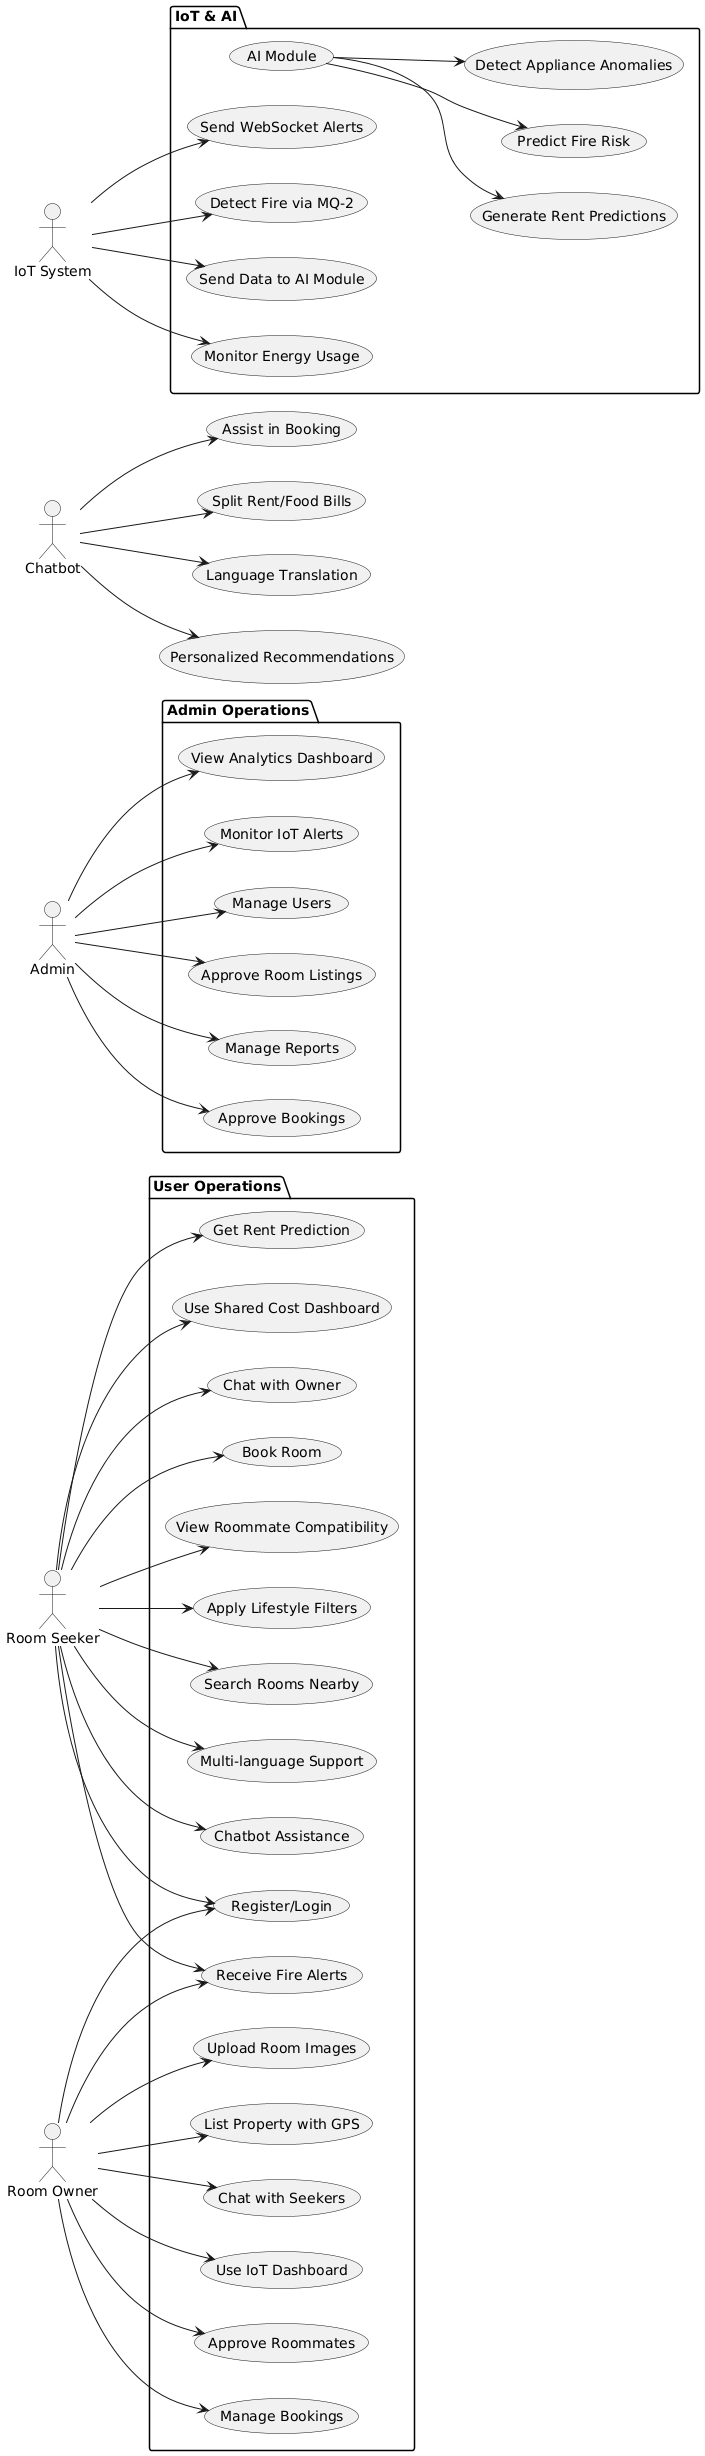 IoT & AI
AI Module
Detect Appliance Anomalies
Send WebSocket Alerts
Predict Fire Risk
Detect Fire via MQ-2
Generate Rent Predictions
IoT System
Send Data to AI Module
Monitor Energy Usage
Assist in Booking
Split Rent/Food Bills
Chatbot
Language Translation
Personalized Recommendations
Admin Operations
View Analytics Dashboard
Monitor IoT Alerts
Manage Users
Admin
Approve Room Listings
Manage Reports
Approve Bookings
User Operations
Get Rent Prediction
Use Shared Cost Dashboard
Chat with Owner
Book Room
View Roommate Compatibility
Apply Lifestyle Filters
Room Seeker
Search Rooms Nearby
Multi-language Support
Chatbot Assistance
Register/Login
Receive Fire Alerts
Upload Room Images
List Property with GPS
Room Owner
Chat with Seekers
Use IoT Dashboard
Approve Roommates
Manage Bookings